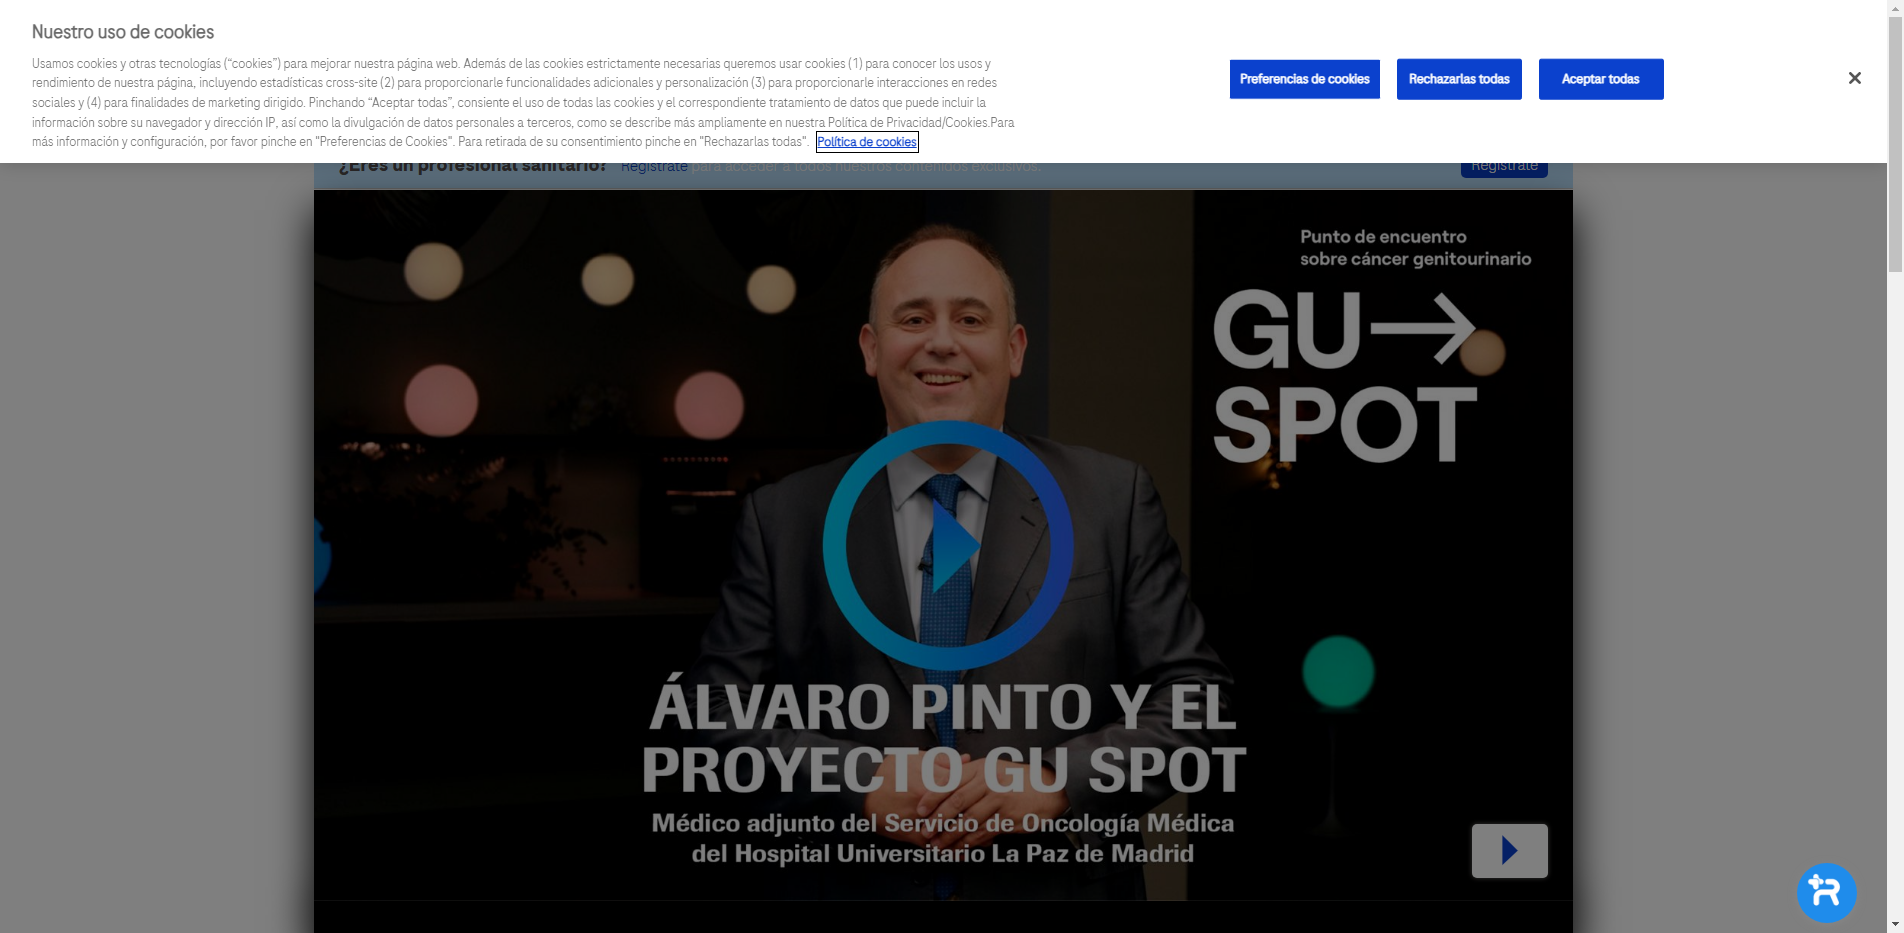 Nuestro uso de cookies
Usamos cookies y otras tecnologías (“cookies”) para mejorar nuestra página web. Además de las cookies estrictamente necesarias queremos usar cookies (1) para conocer los usos y
rendimiento de nuestra página, incluyendo estadísticas cross-site (2) para proporcionarle funcionalidades adicionales y personalización (3) para proporcionarle interacciones en redes
sociales y (4) para finalidades de marketing dirigido. Pinchando “Aceptar todas”, consiente el uso de todas las cookies y el correspondiente tratamiento de datos que puede incluir la
información sobre su navegador y dirección IP, así como la divulgación de datos personales a terceros, como se describe más ampliamente en nuestra Política de Privacidad/Cookies.Para
más información y configuración, por favor pinche en "Preferencias de Cookies". Para retirada de su consentimiento pinche en "Rechazarlas todas". Política de cookies
Preferencias de cookies
Rechazarlas todas
Aceptar todas
¿Eres un profesional sanitario? Regístrate para acceder a todos nuestros contenidos exclusivos.
Regístrate
Punto de encuentro
sobre cáncer genitourinario
GU
SPOT
ÁLVARO PINTO Y EL
PROYECTO GU SPOT
Médico adjunto del Servicio de Oncología Médica
del Hospital Universitario La Paz de Madrid